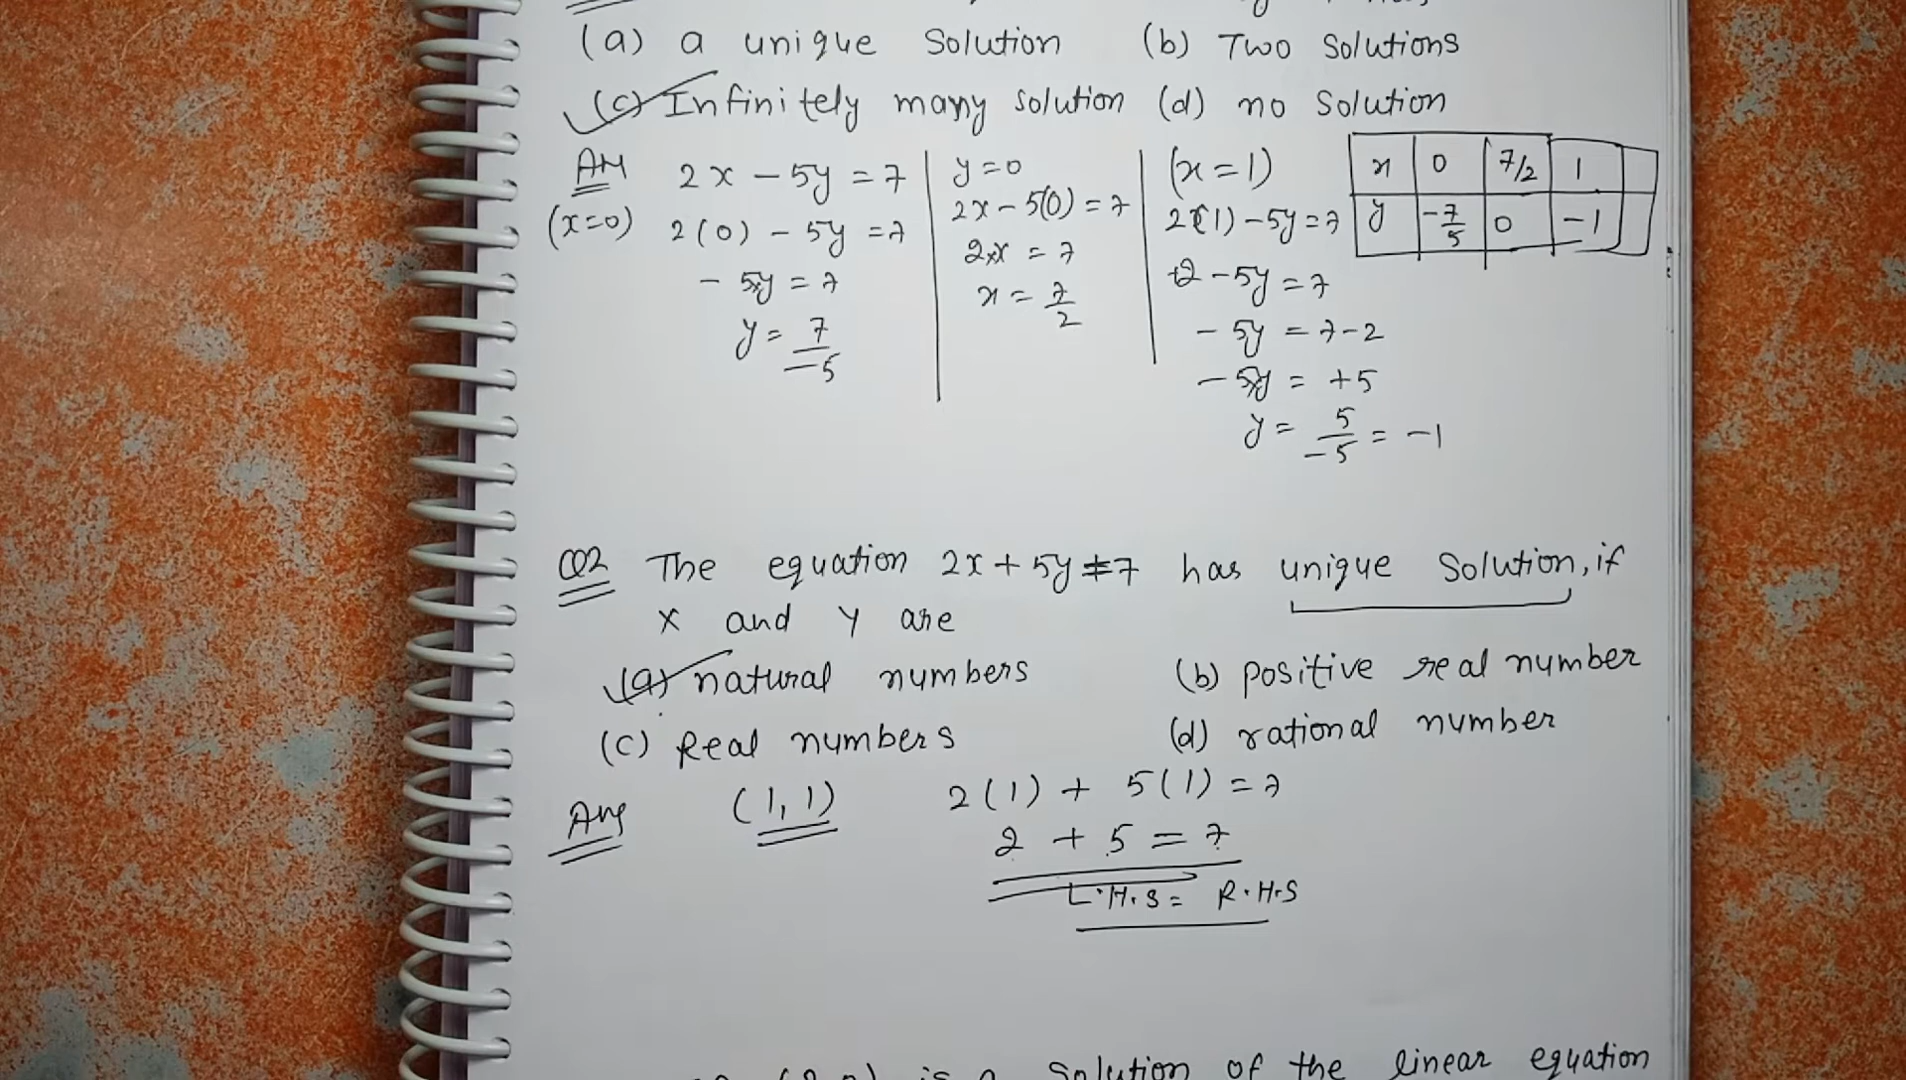 (a) a unique Solution (b) Two Solutions
(c) Infinitely many solution (d) no Solution
Ans 2x - 5y = 7
(x=0) 2(0) - 5y = 7
- 5y = 7
y = 7/-5
y = 0
2x - 5(0) = 7
2x = 7
x = 7/2
(x=1)
2(1) - 5y = 7
+2 - 5y = 7
- 5y = 7 - 2
- 5y = +5
y = 5/-5 = -1
x 0 7/2 1
y -7/5 0 -1
Q2 The equation 2x + 5y = 7 has unique Solution, if
x and y are
(a) natural numbers (b) positive real number
(c) Real numbers (d) rational number
Ans (1,1) 2(1) + 5(1) = 7
2 + 5 = 7
L.H.S = R.H.S
is a Solution of the linear equation